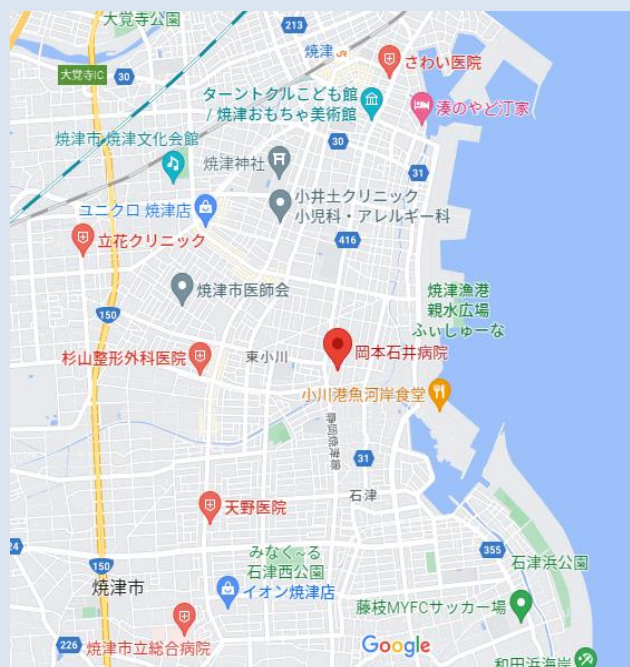 大覚寺公園
213
焼津
さわい医院
大覚寺IC
30
ターントクルこども館
/ 焼津おもちゃ美術館
湊のやど汀家
焼津市 焼津文化会館
30
焼津神社
31
小井土クリニック
小児科・アレルギー科
ユニクロ 焼津店
立花クリニック
416
焼津市医師会
焼津漁港
親水広場
ふぃしゅーな
150
杉山整形外科医院
東小川
岡本石井病院
小川港魚河岸食堂
静岡焼津線
31
石津
天野医院
24
150
みなく~る
石津西公園
355
石津浜公園
焼津市
イオン焼津店
藤枝MYFCサッカー場
226
焼津市立総合病院
Google
和田浜海岸